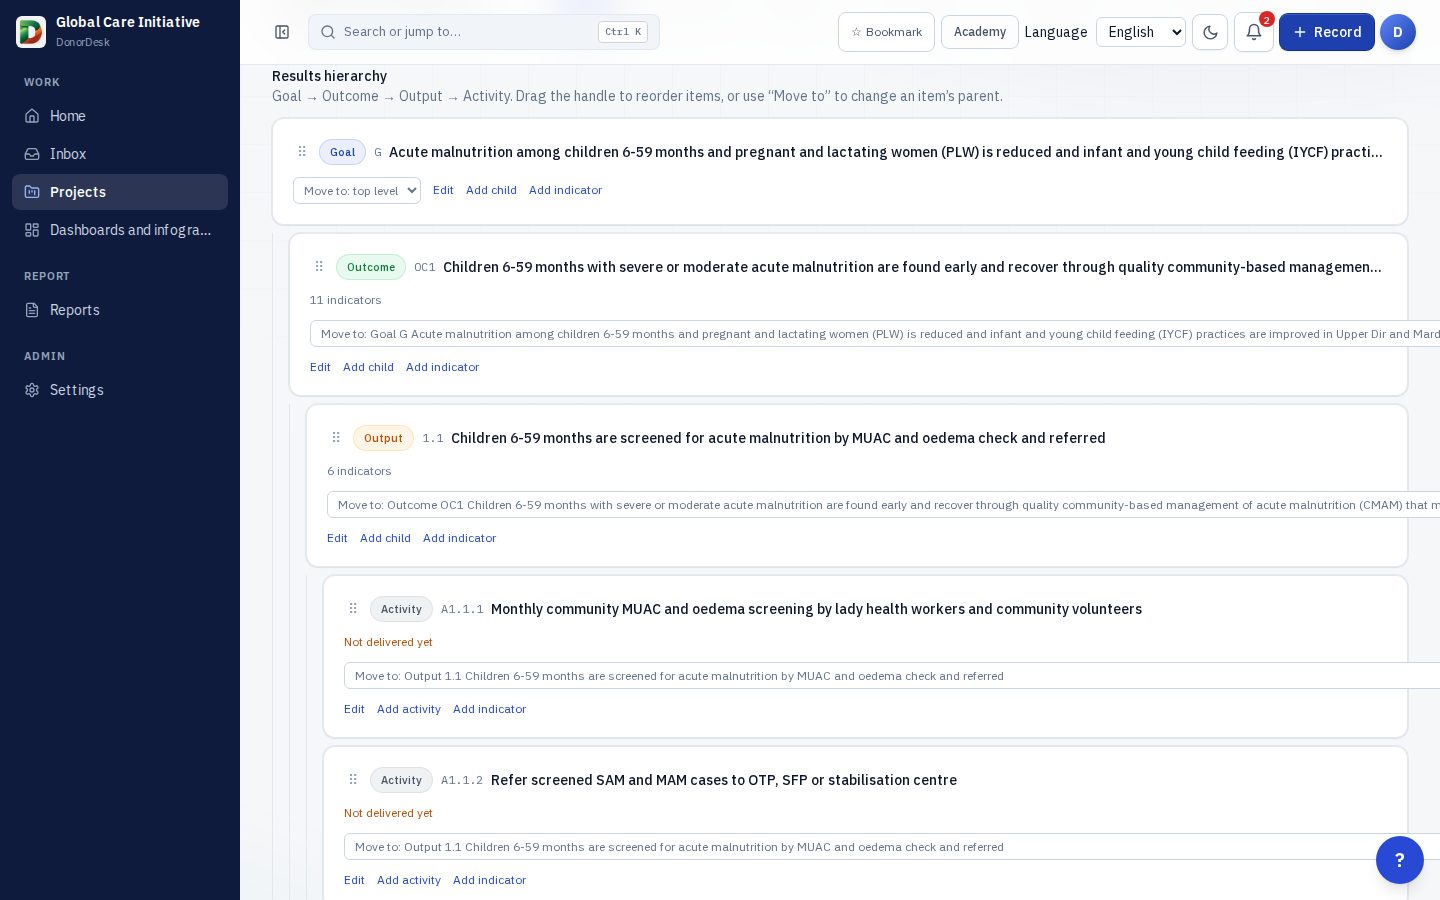 Global Care Initiative
DonorDesk
WORK
Home
Inbox
Projects
Dashboards and infogra...
REPORT
Reports
ADMIN
Settings
Search or jump to...
Ctrl K
☆ Bookmark
Academy
Language
English
2
+ Record
D
Results hierarchy
Goal → Outcome → Output → Activity. Drag the handle to reorder items, or use “Move to” to change an item’s parent.
Goal G Acute malnutrition among children 6-59 months and pregnant and lactating women (PLW) is reduced and infant and young child feeding (IYCF) practi...
Move to: top level Edit Add child Add indicator
Outcome OC1 Children 6-59 months with severe or moderate acute malnutrition are found early and recover through quality community-based managemen...
11 indicators
Move to: Goal G Acute malnutrition among children 6-59 months and pregnant and lactating women (PLW) is reduced and infant and young child feeding (IYCF) practices are improved in Upper Dir and Mard
Edit Add child Add indicator
Output 1.1 Children 6-59 months are screened for acute malnutrition by MUAC and oedema check and referred
6 indicators
Move to: Outcome OC1 Children 6-59 months with severe or moderate acute malnutrition are found early and recover through quality community-based management of acute malnutrition (CMAM) that m
Edit Add child Add indicator
Activity A1.1.1 Monthly community MUAC and oedema screening by lady health workers and community volunteers
Not delivered yet
Move to: Output 1.1 Children 6-59 months are screened for acute malnutrition by MUAC and oedema check and referred
Edit Add activity Add indicator
Activity A1.1.2 Refer screened SAM and MAM cases to OTP, SFP or stabilisation centre
Not delivered yet
Move to: Output 1.1 Children 6-59 months are screened for acute malnutrition by MUAC and oedema check and referred
Edit Add activity Add indicator
?